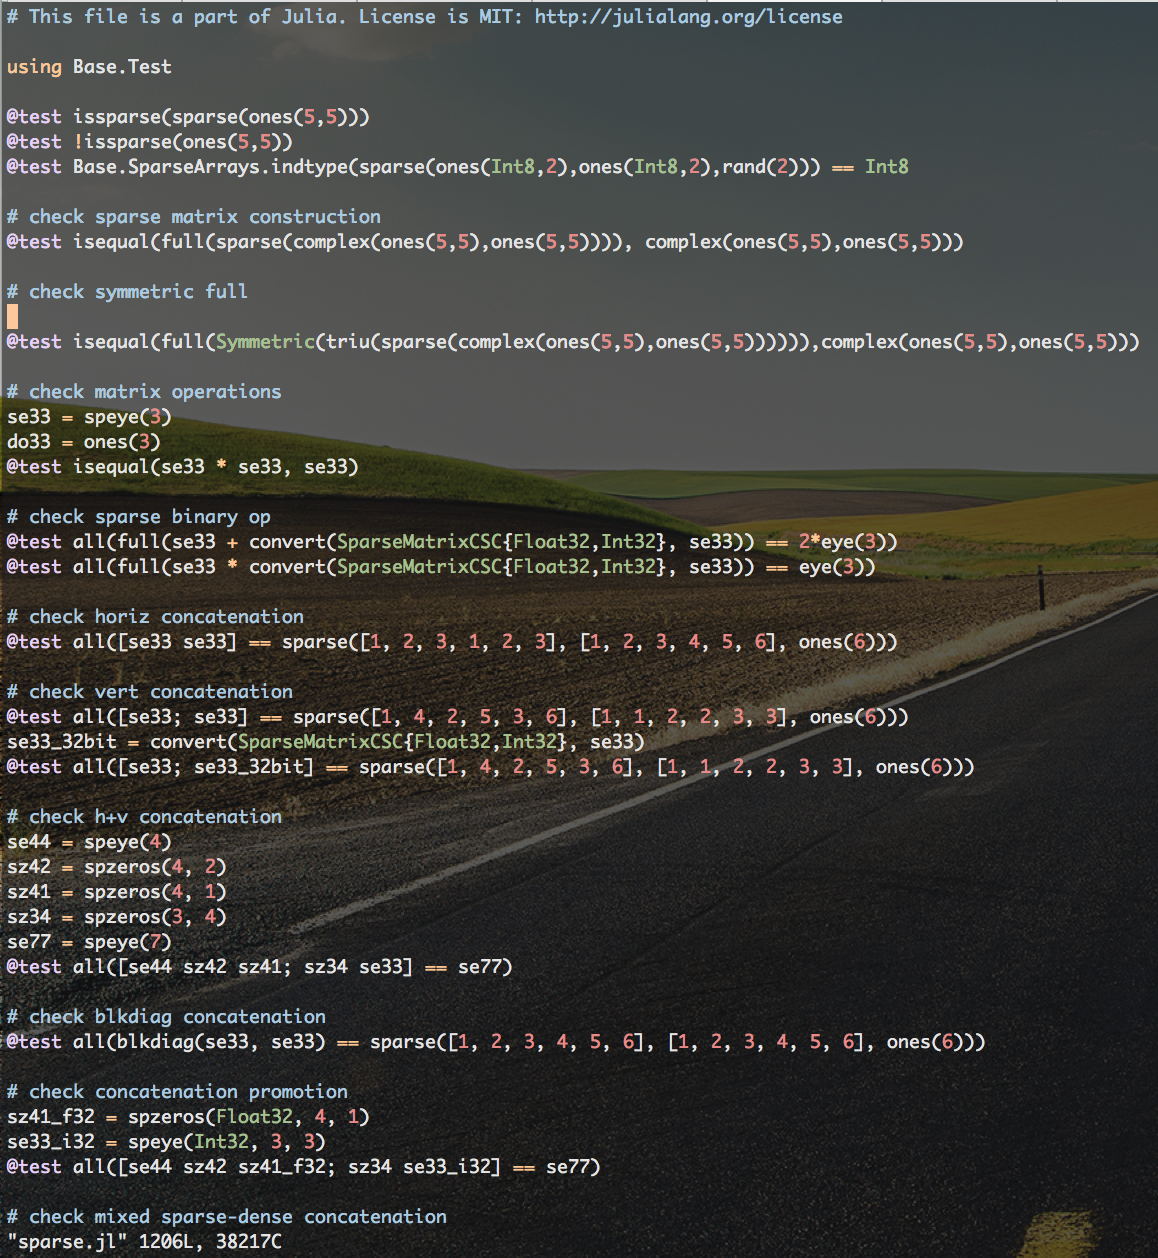 # This file is a part of Julia. License is MIT: http://julialang.org/license
using Base.Test
@test issparse(sparse(ones(5,5)))
@test !issparse(ones(5,5))
@test Base.SparseArrays.indtype(sparse(ones(Int8,2),ones(Int8,2),rand(2))) == Int8
# check sparse matrix construction
@test isequal(full(sparse(complex(ones(5,5),ones(5,5)))), complex(ones(5,5),ones(5,5)))
# check symmetric full
@test isequal(full(Symmetric(triu(sparse(complex(ones(5,5),ones(5,5)))))),complex(ones(5,5),ones(5,5)))
# check matrix operations
se33 = speye(3)
do33 = ones(3)
@test isequal(se33 * se33, se33)
# check sparse binary op
@test all(full(se33 + convert(SparseMatrixCSC{Float32,Int32}, se33)) == 2*eye(3))
@test all(full(se33 * convert(SparseMatrixCSC{Float32,Int32}, se33)) == eye(3))
# check horiz concatenation
@test all([se33 se33] == sparse([1, 2, 3, 1, 2, 3], [1, 2, 3, 4, 5, 6], ones(6)))
# check vert concatenation
@test all([se33; se33] == sparse([1, 4, 2, 5, 3, 6], [1, 1, 2, 2, 3, 3], ones(6)))
se33_32bit = convert(SparseMatrixCSC{Float32,Int32}, se33)
@test all([se33; se33_32bit] == sparse([1, 4, 2, 5, 3, 6], [1, 1, 2, 2, 3, 3], ones(6)))
# check h+v concatenation
se44 = speye(4)
sz42 = spzeros(4, 2)
sz41 = spzeros(4, 1)
sz34 = spzeros(3, 4)
se77 = speye(7)
@test all([se44 sz42 sz41; sz34 se33] == se77)
# check blkdiag concatenation
@test all(blkdiag(se33, se33) == sparse([1, 2, 3, 4, 5, 6], [1, 2, 3, 4, 5, 6], ones(6)))
# check concatenation promotion
sz41_f32 = spzeros(Float32, 4, 1)
se33_i32 = speye(Int32, 3, 3)
@test all([se44 sz42 sz41_f32; sz34 se33_i32] == se77)
# check mixed sparse-dense concatenation
"sparse.jl" 1206L, 38217C